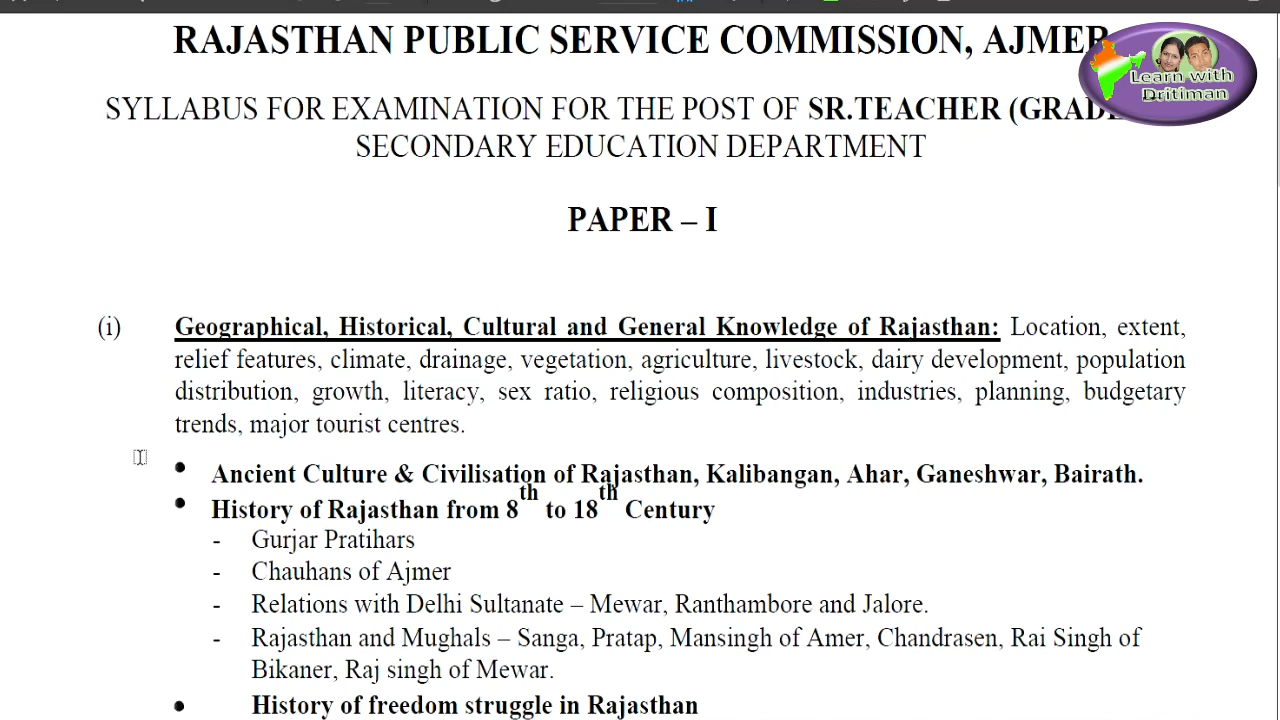 RAJASTHAN PUBLIC SERVICE COMMISSION, AJMER
Learn with
Dritiman
SYLLABUS FOR EXAMINATION FOR THE POST OF SR.TEACHER (GRADE
SECONDARY EDUCATION DEPARTMENT
PAPER – I
(i) Geographical, Historical, Cultural and General Knowledge of Rajasthan: Location, extent,
relief features, climate, drainage, vegetation, agriculture, livestock, dairy development, population
distribution, growth, literacy, sex ratio, religious composition, industries, planning, budgetary
trends, major tourist centres.
• Ancient Culture & Civilisation of Rajasthan, Kalibangan, Ahar, Ganeshwar, Bairath.
• History of Rajasthan from 8th to 18th Century
- Gurjar Pratihars
- Chauhans of Ajmer
- Relations with Delhi Sultanate – Mewar, Ranthambore and Jalore.
- Rajasthan and Mughals – Sanga, Pratap, Mansingh of Amer, Chandrasen, Rai Singh of
Bikaner, Raj singh of Mewar.
• History of freedom struggle in Rajasthan